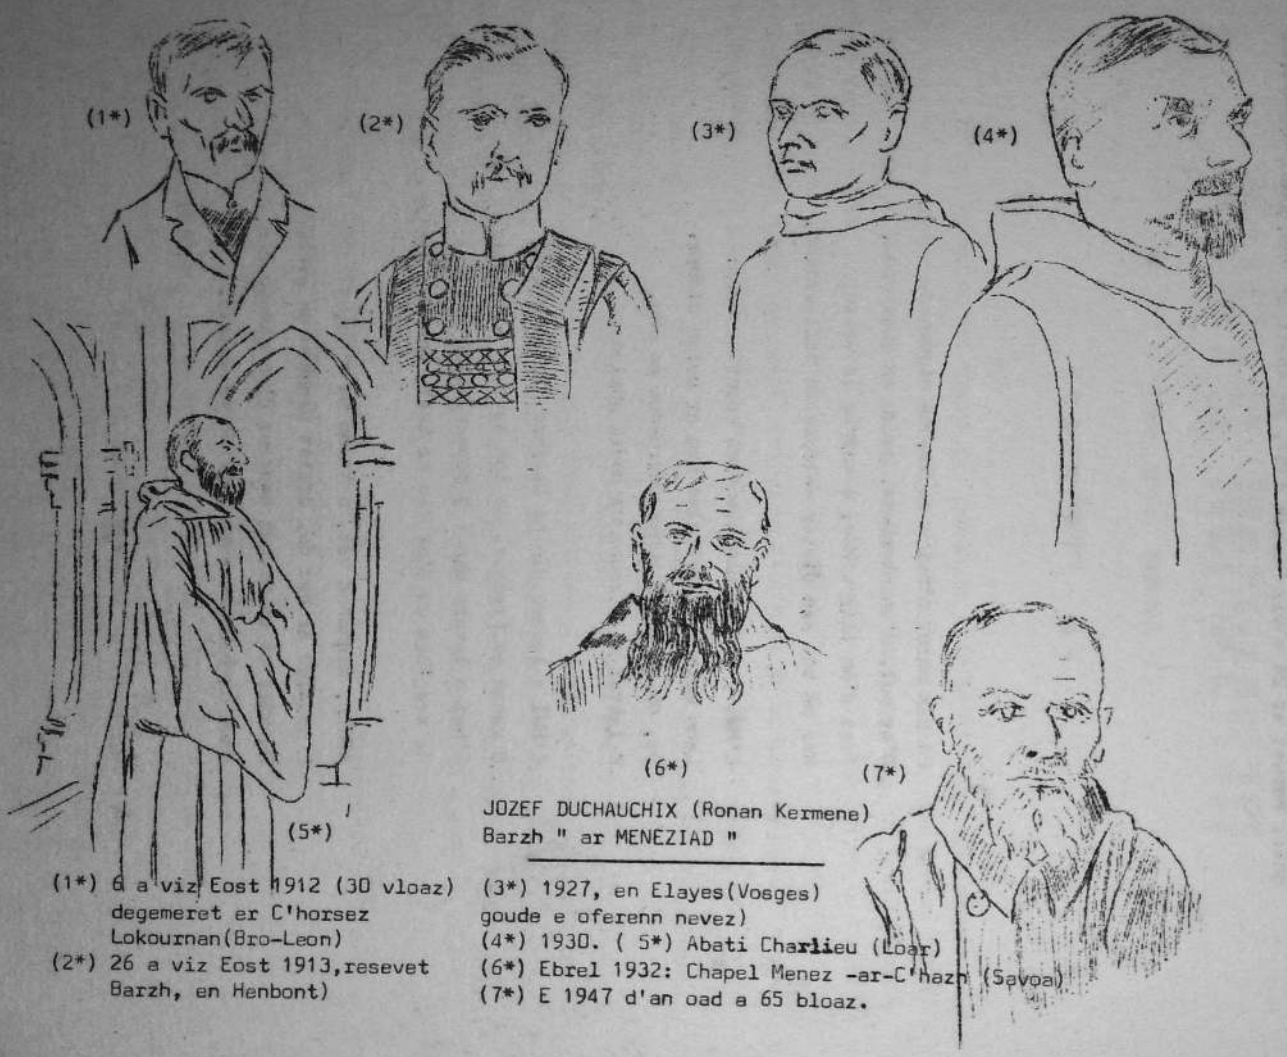 (1*)
(2*)
(3*)
(4*)
(5*)
(6*)
(7*)
JOZEF DUCHAUCHIX (Ronan Kermene)
Barzh " ar MENEZIAD "
(1*) 6 a viz Eost 1912 (30 vloaz)
degemeret er C'horsez
Lokournan(Bro-Leon)
(2*) 26 a viz Eost 1913,resevet
Barzh, en Henbont)
(3*) 1927, en Elayes(Vosges)
goude e oferenn nevez)
(4*) 1930. ( 5*) Abati Charlieu (Loar)
(6*) Ebrel 1932: Chapel Menez -ar-C'hazh (Savoa)
(7*) E 1947 d'an oad a 65 bloaz.